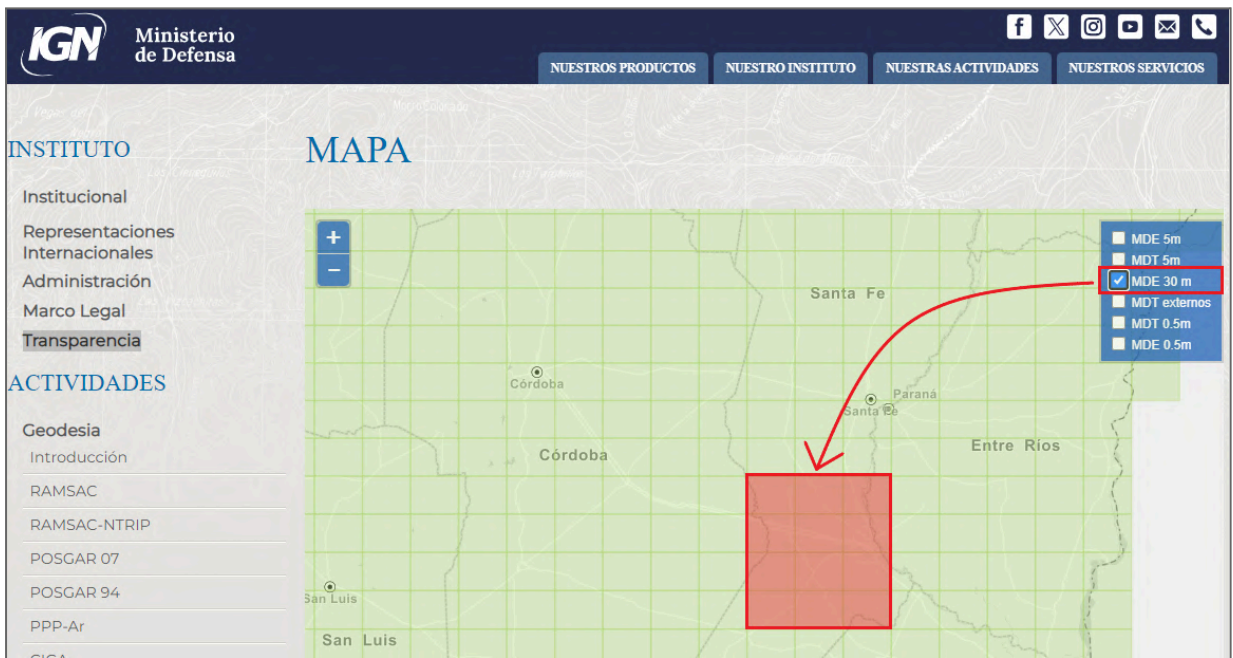 IGN
Ministerio
de Defensa
NUESTROS PRODUCTOS
NUESTRO INSTITUTO
NUESTRAS ACTIVIDADES
NUESTROS SERVICIOS
INSTITUTO
Institucional
Representaciones
Internacionales
Administración
Marco Legal
Transparencia
ACTIVIDADES
Geodesia
Introducción
RAMSAC
RAMSAC-NTRIP
POSGAR 07
POSGAR 94
PPP-Ar
MAPA
+
−
MDE 5m
MDT 5m
MDE 30 m
MDT externos
MDT 0.5m
MDE 0.5m
Santa Fe
Córdoba
Paraná
Santa Fe
Entre Ríos
Córdoba
San Luis
San Luis